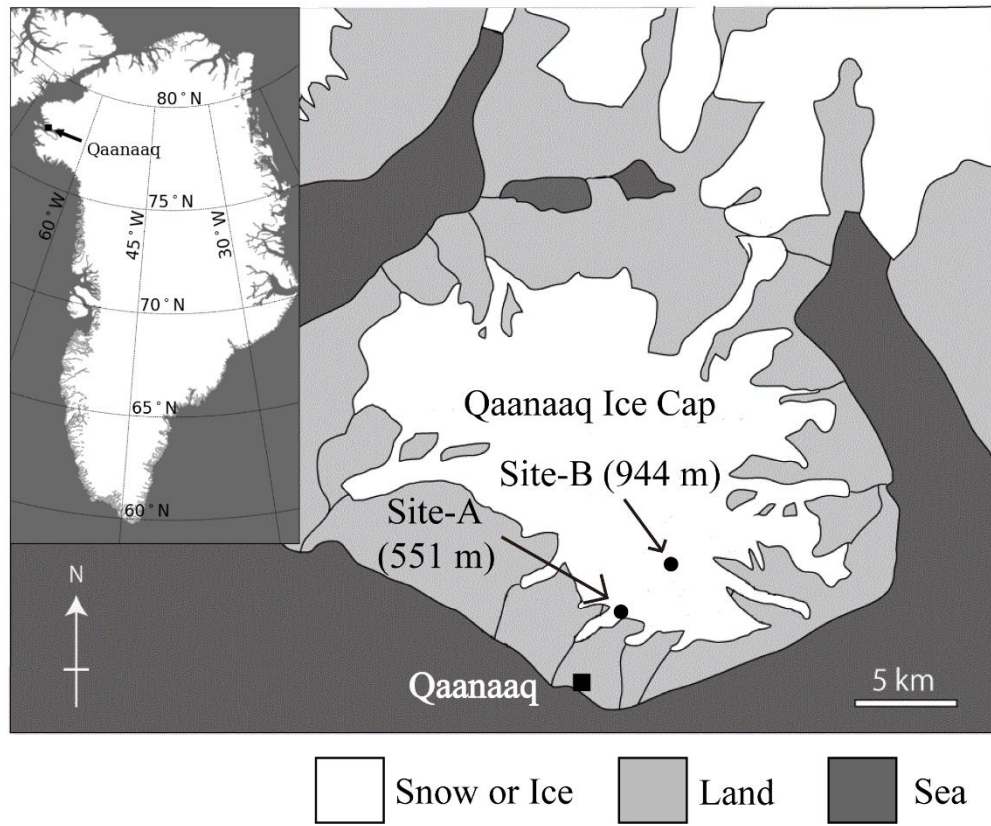 80°N
Qaanaaq
75°N
60°W
45°W
30°W
70°N
65°N
60°N
Qaanaaq Ice Cap
Site-B (944 m)
Site-A
(551 m)
N
Qaanaaq
5 km
Snow or Ice
Land
Sea